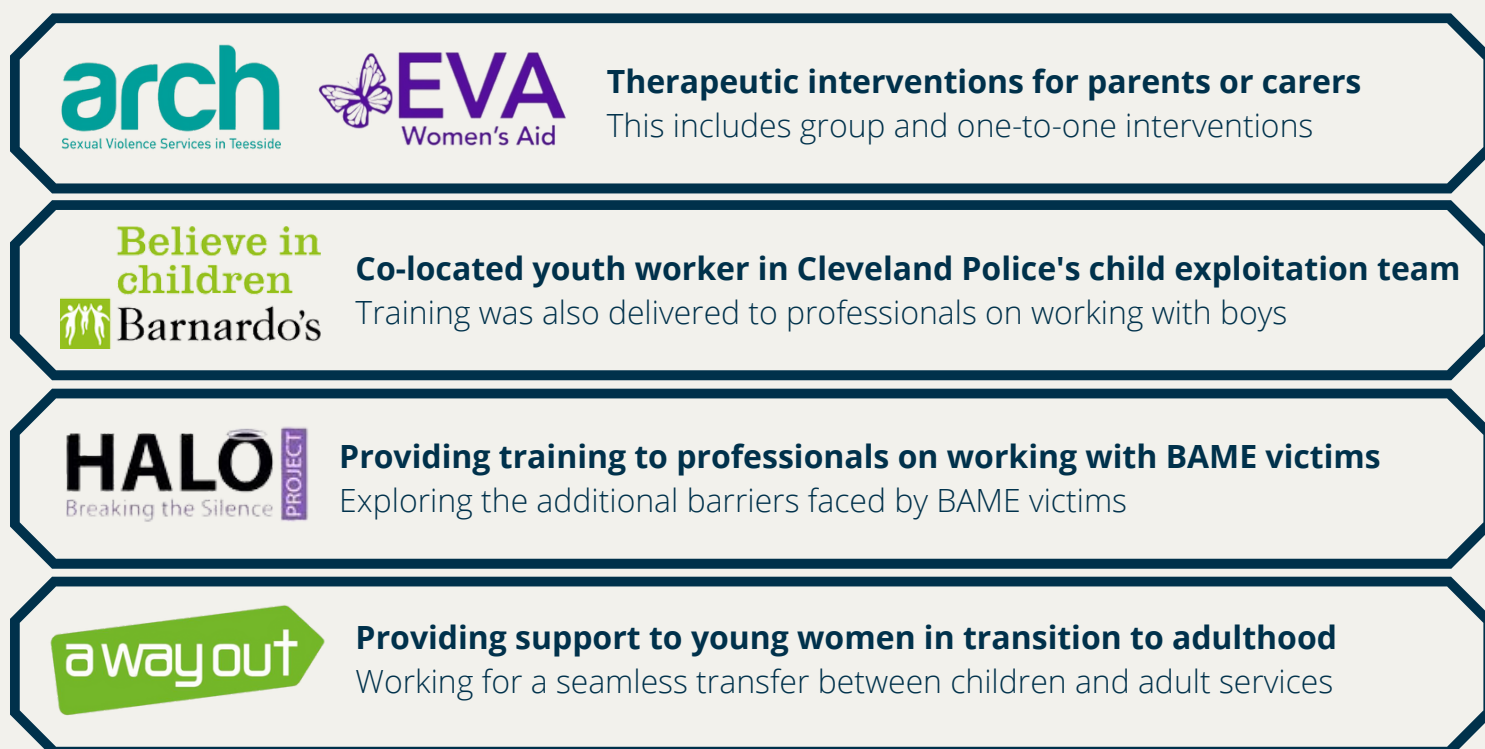 arch
Sexual Violence Services in Teesside
EVA
Women's Aid
Therapeutic interventions for parents or carers
This includes group and one-to-one interventions
Believe in
children
Barnardo's
Co-located youth worker in Cleveland Police's child exploitation team
Training was also delivered to professionals on working with boys
HALO
PROJECT
Breaking the Silence
Providing training to professionals on working with BAME victims
Exploring the additional barriers faced by BAME victims
a way out
Providing support to young women in transition to adulthood
Working for a seamless transfer between children and adult services